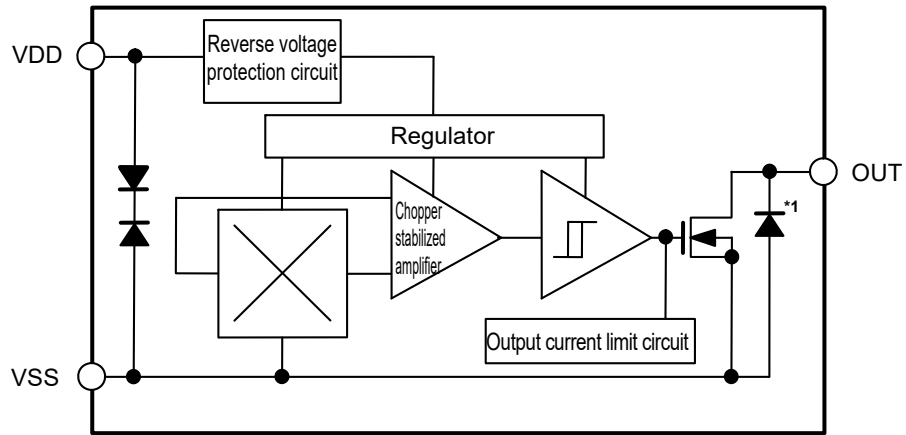 VDD
Reverse voltage
protection circuit
Regulator
OUT
*1
Chopper
stabilized
amplifier
Output current limit circuit
VSS